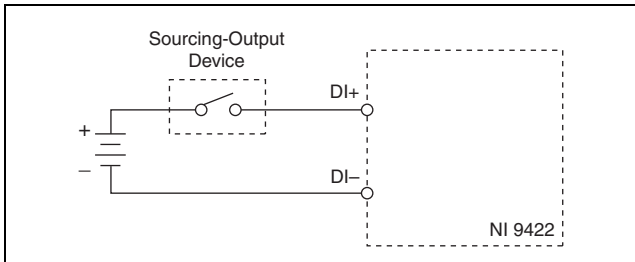 Sourcing-Output
Device
DI+
+
–
DI–
NI 9422